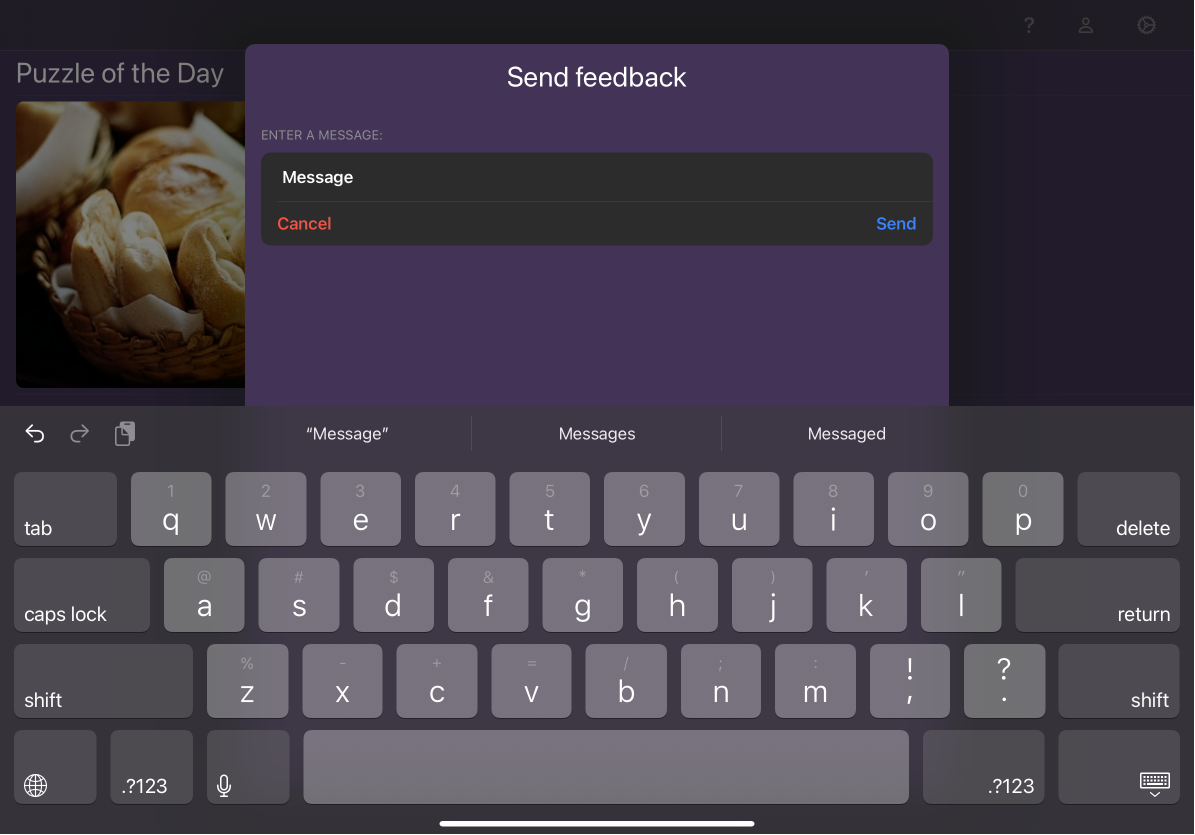 ?
Puzzle of the Day
Send feedback
ENTER A MESSAGE:
Message
Cancel Send
“Message” Messages Messaged
tab 1 q 2 w 3 e 4 r 5 t 6 y 7 u 8 i 9 o 0 p delete
caps lock @ a # s $ d & f * g ( h ) j ' k " l return
shift % z - x + c = v / b ; n : m ! , ? . shift
.?123 .?123